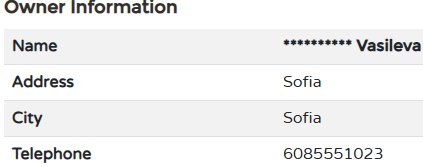 Owner Information
Name ********** Vasileva
Address Sofia
City Sofia
Telephone 6085551023